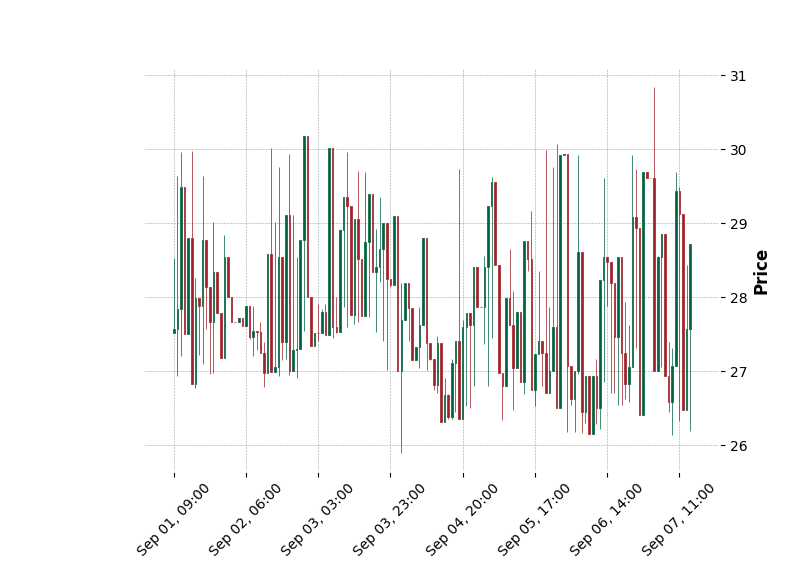 31
30
29
28
27
26
Price
Sep 01, 09:00
Sep 02, 06:00
Sep 03, 03:00
Sep 03, 23:00
Sep 04, 20:00
Sep 05, 17:00
Sep 06, 14:00
Sep 07, 11:00